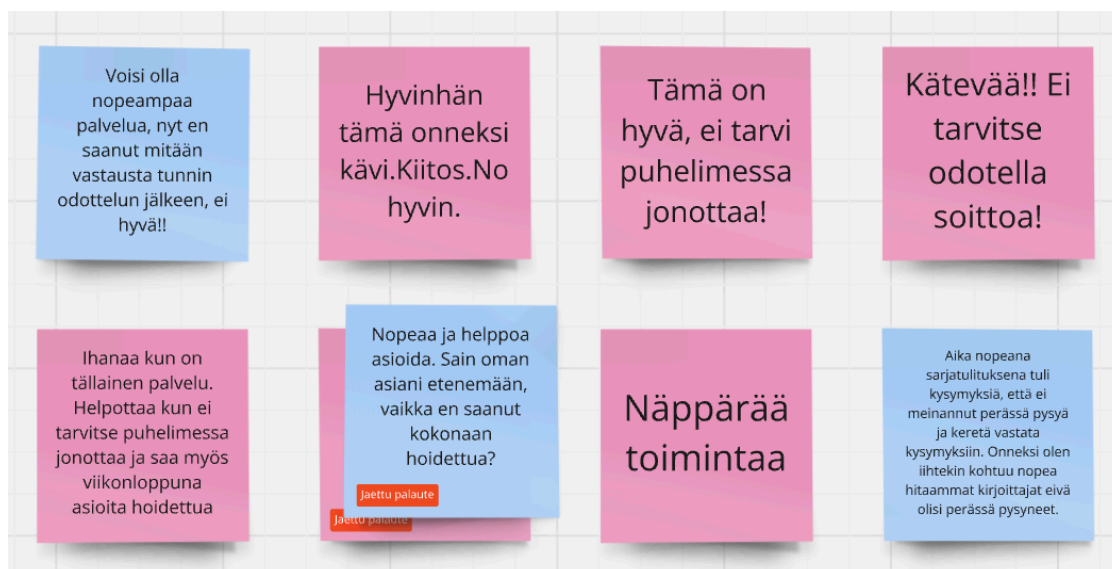 Voisi olla
nopeampaa
palvelua, nyt en
saanut mitään
vastausta tunnin
odottelun jälkeen, ei
hyvä!!
Hyvinhän
tämä onneksi
kävi.Kiitos.No
hyvin.
Tämä on
hyvä, ei tarvi
puhelimessa
jonottaa!
Kätevää!! Ei
tarvitse
odotella
soittoa!
Ihanaa kun on
tällainen palvelu.
Helpottaa kun ei
tarvitse puhelimessa
jonottaa ja saa myös
viikonloppuna
asioita hoidettua
Nopeaa ja helppoa
asioida. Sain oman
asiani etenemään,
vaikka en saanut
kokonaan
hoidettua?
Jaettu palaute
Jaettu palaute
Näppärää
toimintaa
Aika nopeana
sarjatulituksena tuli
kysymyksiä, että ei
meinannut perässä pysyä
ja keretä vastata
kysymyksiin. Onneksi olen
iihtekin kohtuu nopea
hitaammat kirjoittajat eivä
olisi perässä pysyneet.